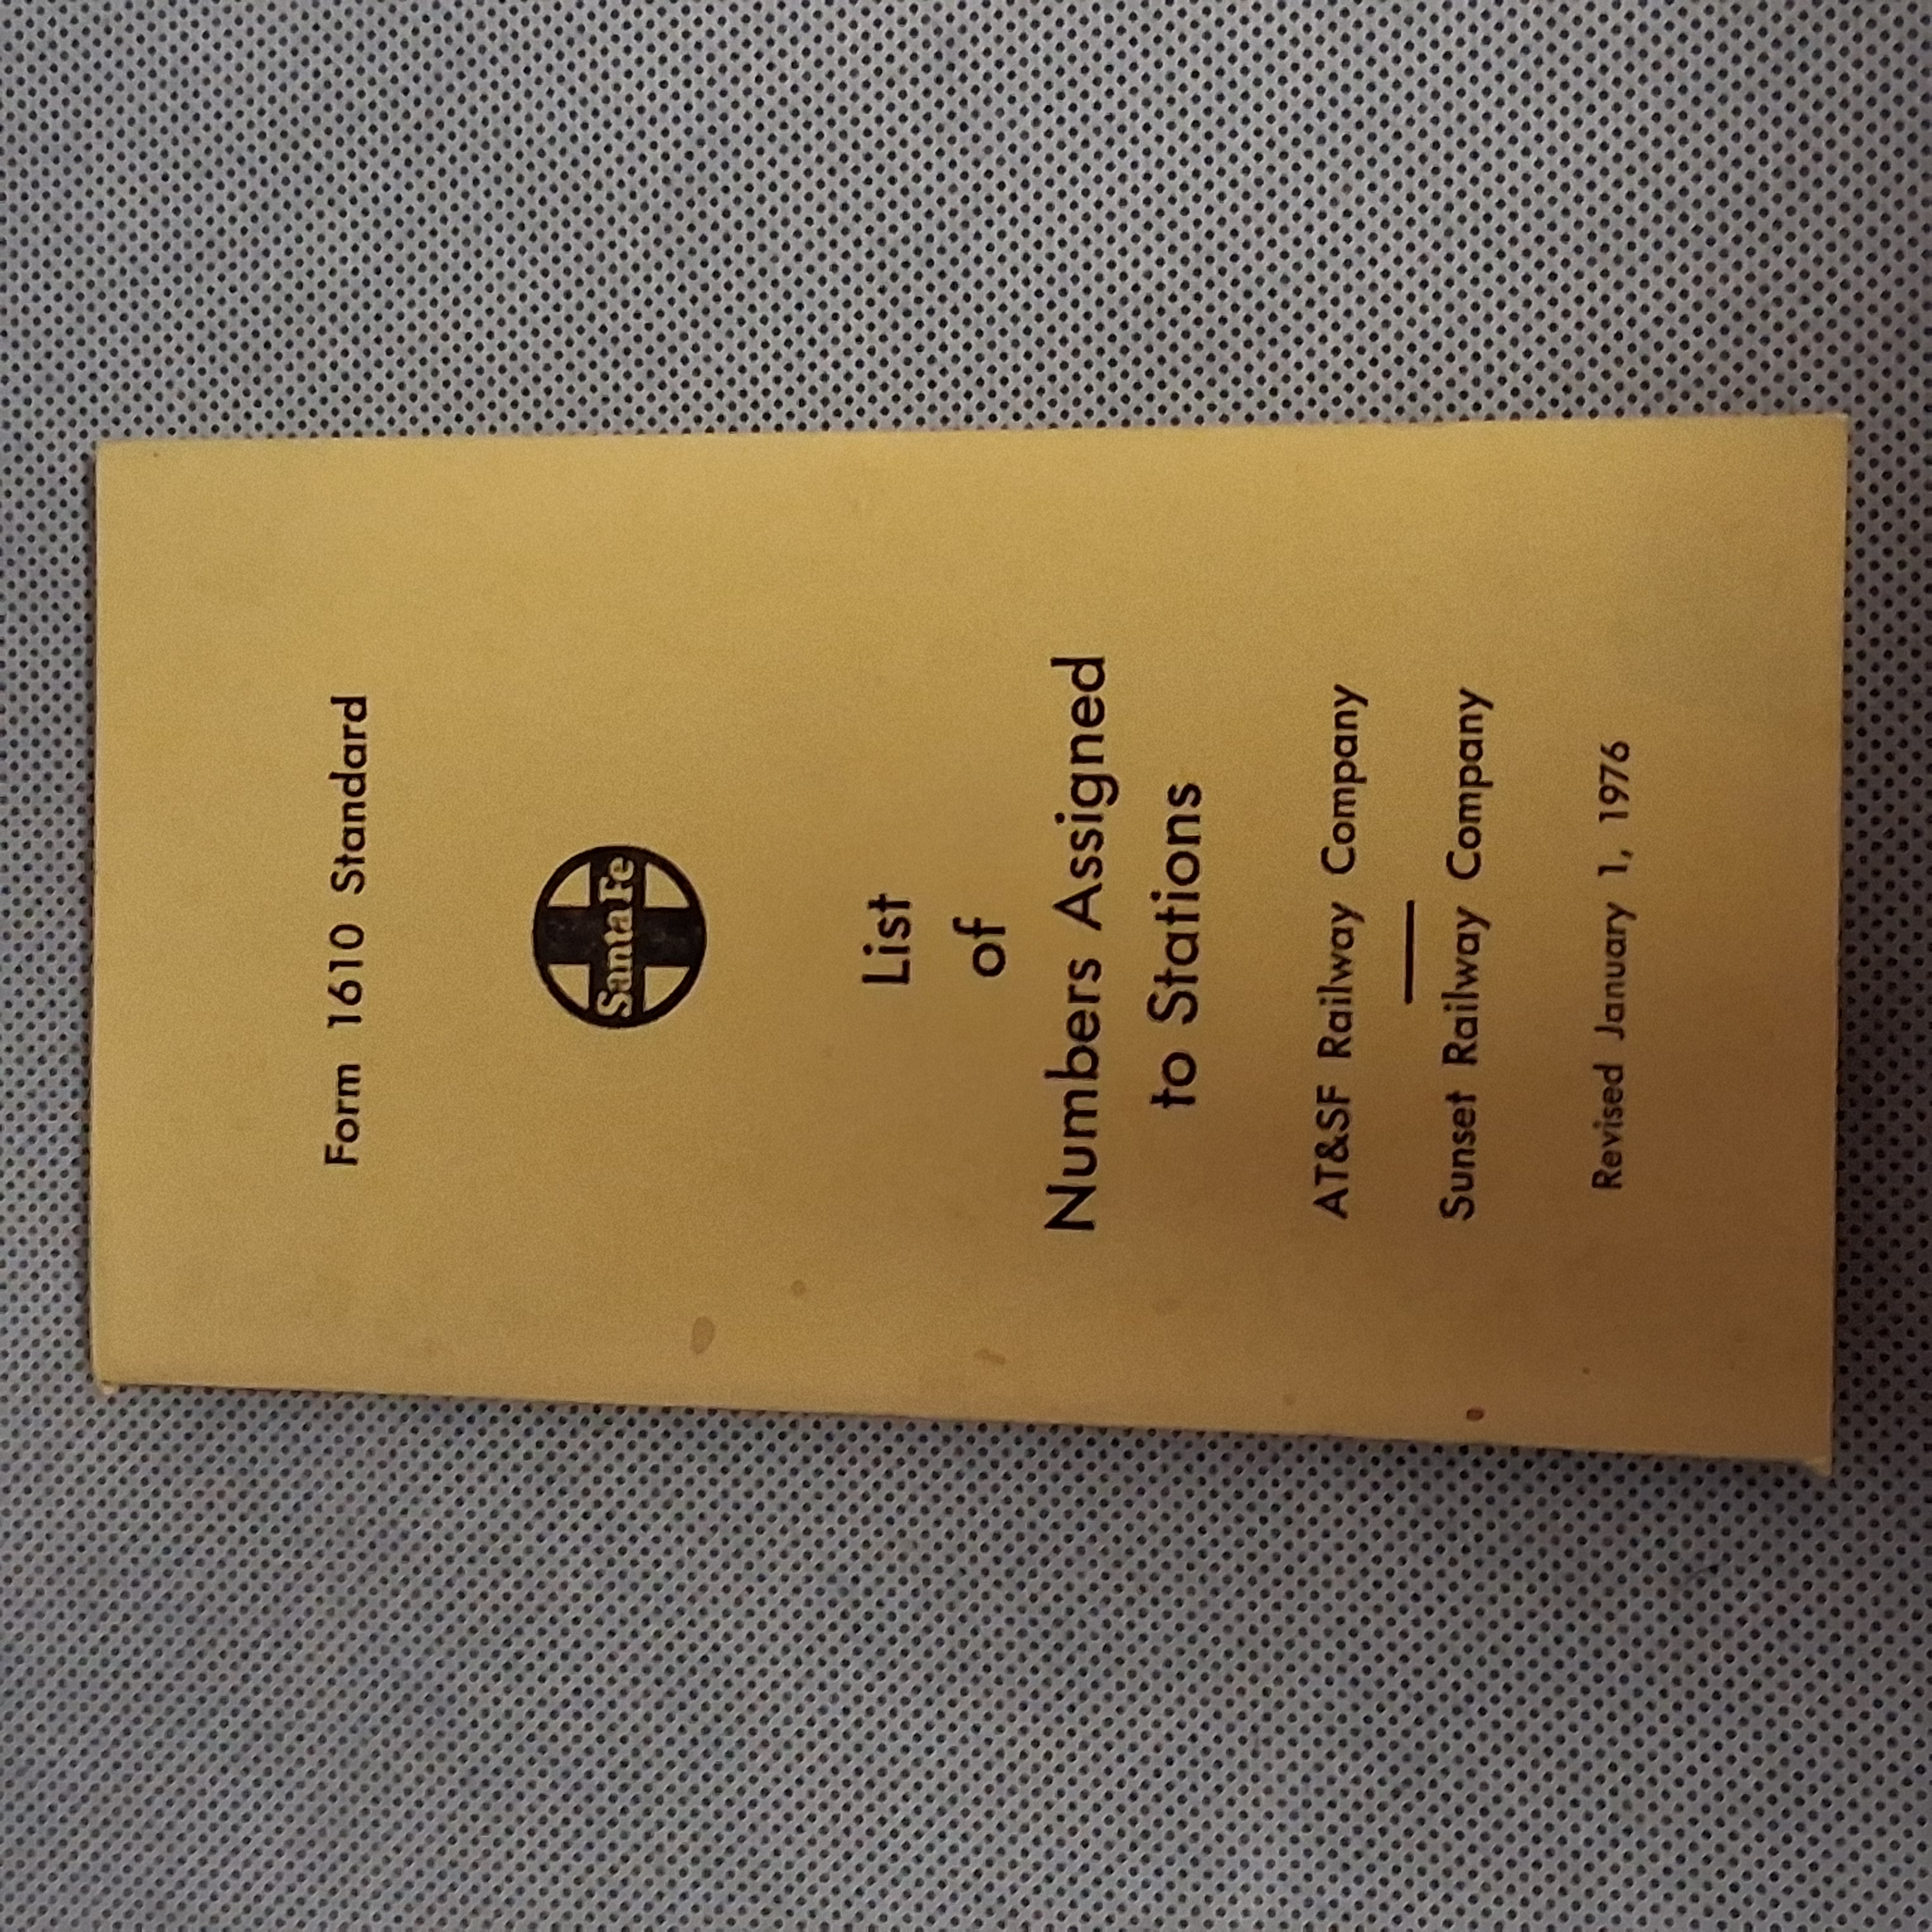 Form 1610 Standard
Santa Fe
List
of
Numbers Assigned
to Stations
AT&SF Railway Company
Sunset Railway Company
Revised January 1, 1976